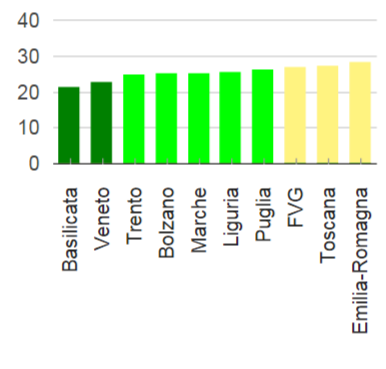 40
30
20
10
0
Basilicata
Veneto
Trento
Bolzano
Marche
Liguria
Puglia
FVG
Toscana
Emilia-Romagna